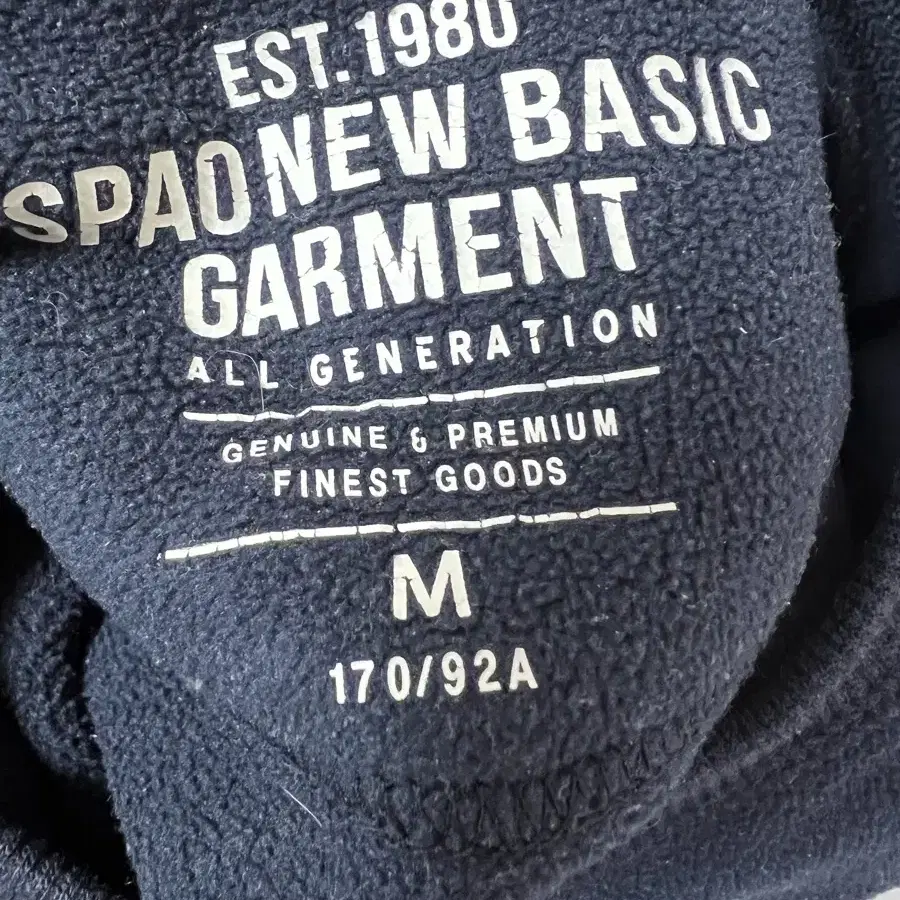 EST.1980
SPAO NEW BASIC
GARMENT
ALL GENERATION
GENUINE & PREMIUM
FINEST GOODS
M
170/92A